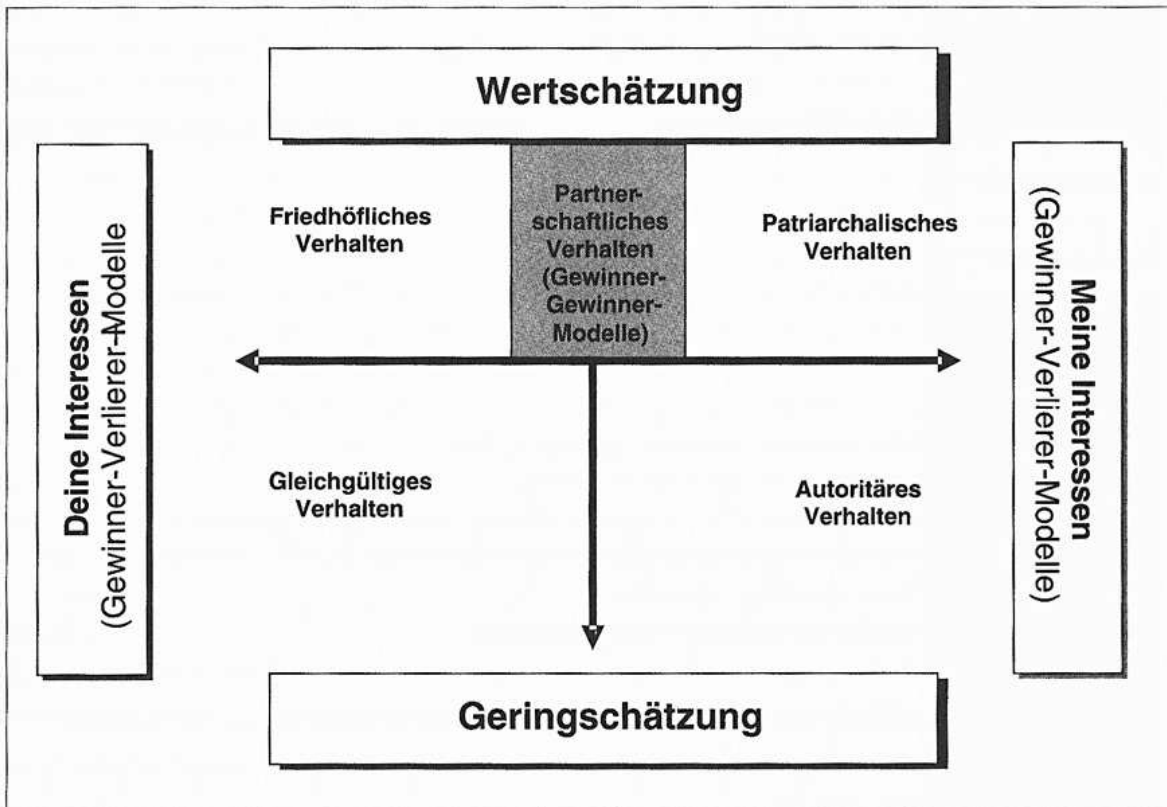 Wertschätzung
Friedhöfliches
Verhalten
Partner-
schaftliches
Verhalten
(Gewinner-
Gewinner-
Modelle)
Patriarchalisches
Verhalten
Deine Interessen
(Gewinner-Verlierer-Modelle
Meine Interessen
(Gewinner-Verlierer-Modelle)
Gleichgültiges
Verhalten
Autoritäres
Verhalten
Geringschätzung